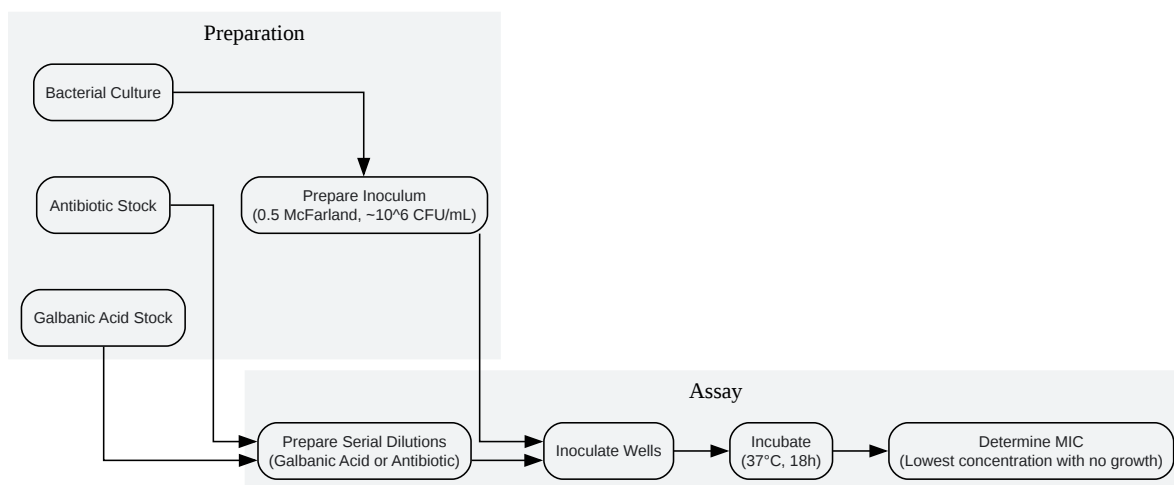 Preparation
Bacterial Culture
Antibiotic Stock
Prepare Inoculum
(0.5 McFarland, ~10^6 CFU/mL)
Galbanic Acid Stock
Assay
Prepare Serial Dilutions
(Galbanic Acid or Antibiotic)
Inoculate Wells
Incubate
(37°C, 18h)
Determine MIC
(Lowest concentration with no growth)